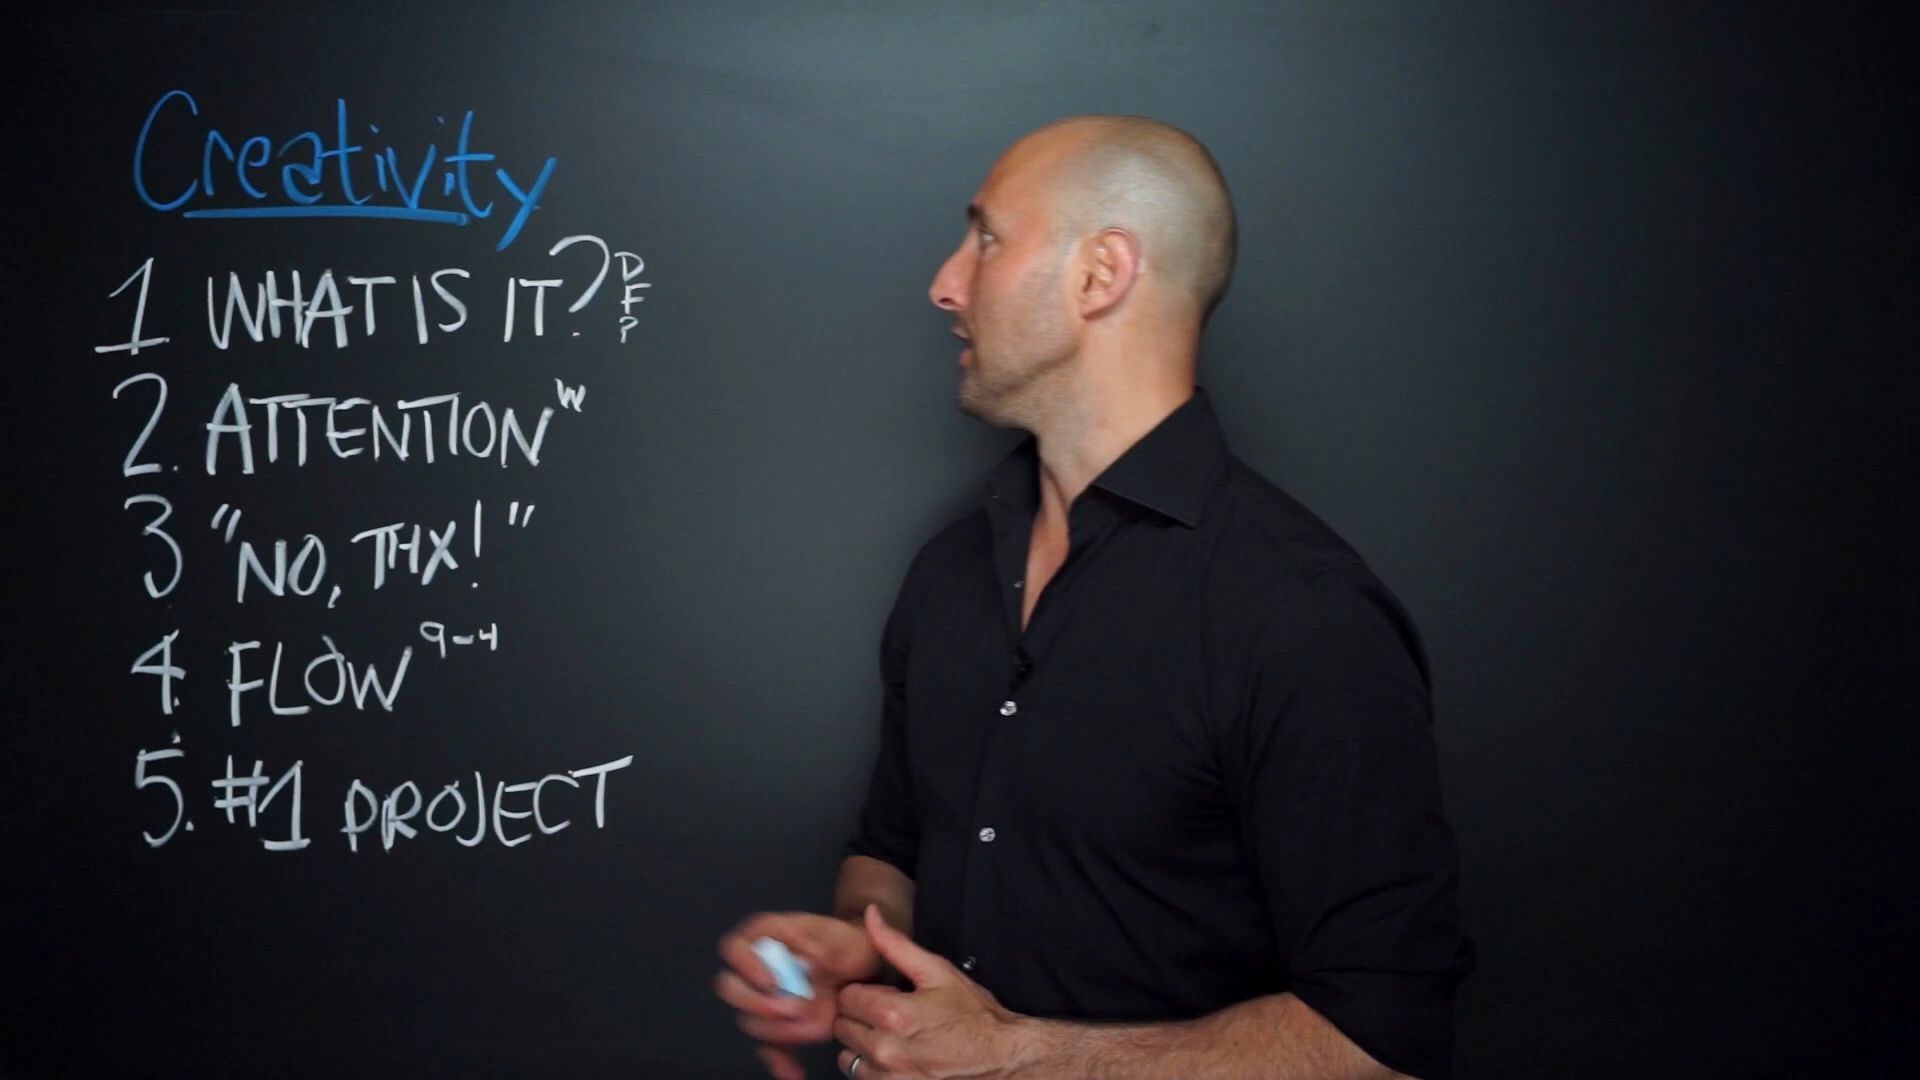 Creativity
1 WHAT IS IT? D F ?
2. ATTENTION W
3 "NO, THX!"
4. FLOW 9-4
5. #1 PROJECT